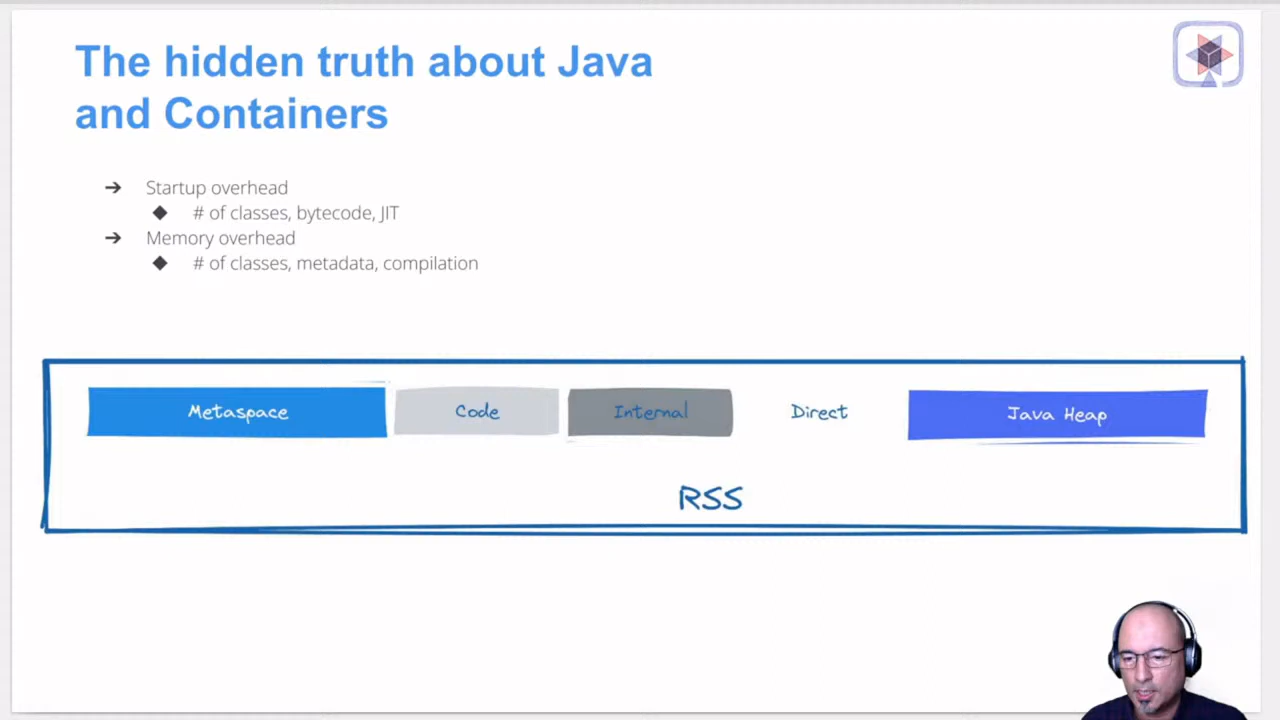 The hidden truth about Java
and Containers
➔ Startup overhead
◆ # of classes, bytecode, JIT
➔ Memory overhead
◆ # of classes, metadata, compilation
Metaspace Code Internal Direct Java Heap
RSS